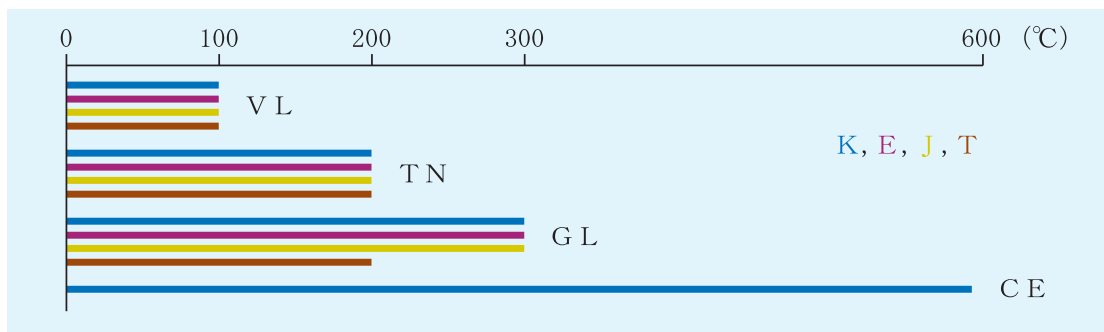 0 100 200 300 600 (℃)
V L
K, E, J, T
T N
G L
C E